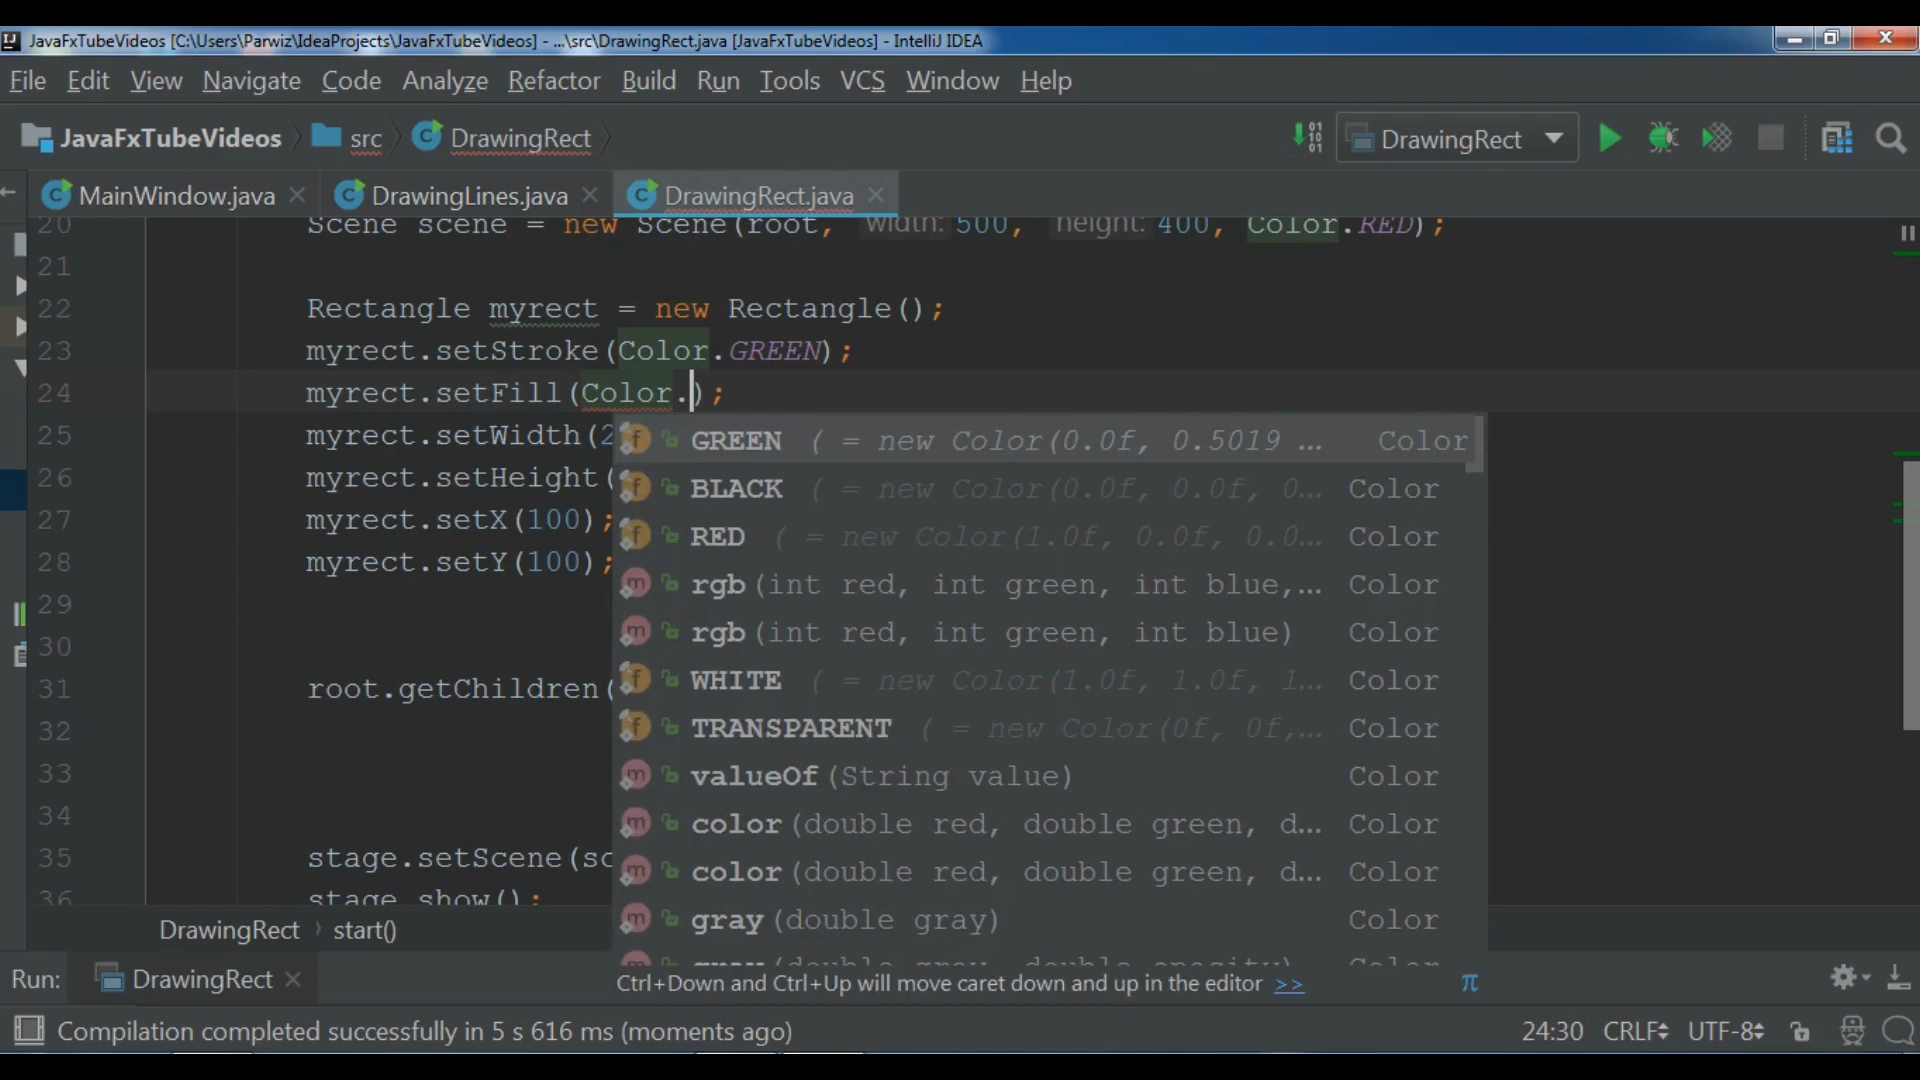 JavaFxTubeVideos [C:\Users\Parwiz\IdeaProjects\JavaFxTubeVideos] - ...\src\DrawingRect.java [JavaFxTubeVideos] - IntelliJ IDEA
File Edit View Navigate Code Analyze Refactor Build Run Tools VCS Window Help
JavaFxTubeVideos src DrawingRect DrawingRect
MainWindow.java DrawingLines.java DrawingRect.java
20 Scene scene = new Scene(root, width: 500, height: 400, Color.RED);
21
22 Rectangle myrect = new Rectangle();
23 myrect.setStroke(Color.GREEN);
24 myrect.setFill(Color.);
25 myrect.setWidth(2
26 myrect.setHeight(
27 myrect.setX(100);
28 myrect.setY(100);
29
30
31 root.getChildren(
32
33
34
35 stage.setScene(sc
36 stage.show();
GREEN ( = new Color(0.0f, 0.5019 ... Color
BLACK ( = new Color(0.0f, 0.0f, 0... Color
RED ( = new Color(1.0f, 0.0f, 0.0... Color
rgb(int red, int green, int blue,... Color
rgb(int red, int green, int blue) Color
WHITE ( = new Color(1.0f, 1.0f, 1... Color
TRANSPARENT ( = new Color(0f, 0f,... Color
valueOf(String value) Color
color(double red, double green, d... Color
color(double red, double green, d... Color
gray(double gray) Color
gray(double gray, double opacity) Color
Ctrl+Down and Ctrl+Up will move caret down and up in the editor >> π
DrawingRect start()
Run: DrawingRect
Compilation completed successfully in 5 s 616 ms (moments ago) 24:30 CRLF UTF-8